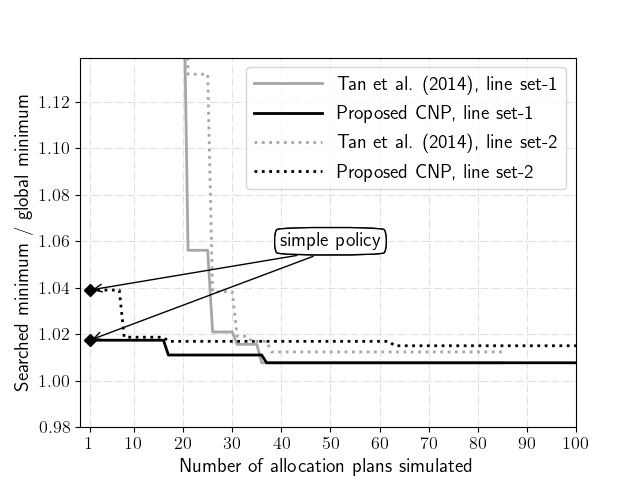 Tan et al. (2014), line set-1
Proposed CNP, line set-1
Tan et al. (2014), line set-2
Proposed CNP, line set-2
simple policy
Searched minimum / global minimum
1.12
1.10
1.08
1.06
1.04
1.02
1.00
0.98
1 10 20 30 40 50 60 70 80 90 100
Number of allocation plans simulated